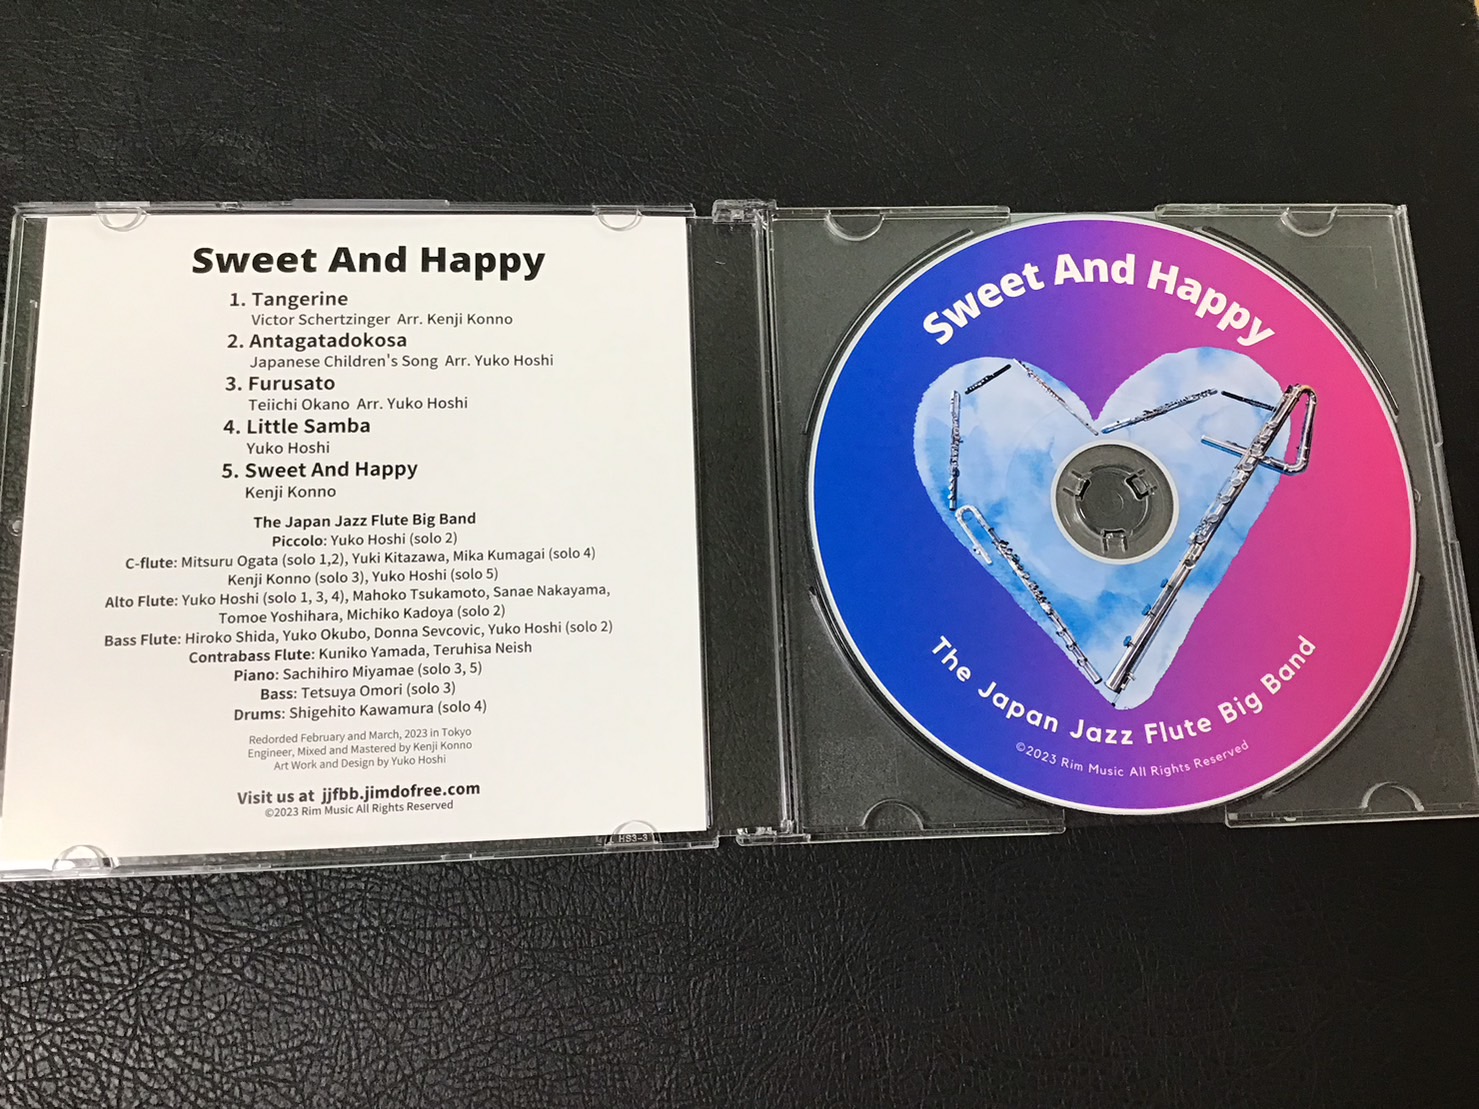 Sweet And Happy
1. Tangerine
Victor Schertzinger Arr. Kenji Konno
2. Antagatadokosa
Japanese Children's Song Arr. Yuko Hoshi
3. Furusato
Teiichi Okano Arr. Yuko Hoshi
4. Little Samba
Yuko Hoshi
5. Sweet And Happy
Kenji Konno
The Japan Jazz Flute Big Band
Piccolo: Yuko Hoshi (solo 2)
C-flute: Mitsuru Ogata (solo 1,2), Yuki Kitazawa, Mika Kumagai (solo 4)
Kenji Konno (solo 3), Yuko Hoshi (solo 5)
Alto Flute: Yuko Hoshi (solo 1, 3, 4), Mahoko Tsukamoto, Sanae Nakayama,
Tomoe Yoshihara, Michiko Kadoya (solo 2)
Bass Flute: Hiroko Shida, Yuko Okubo, Donna Sevcovic, Yuko Hoshi (solo 2)
Contrabass Flute: Kuniko Yamada, Teruhisa Neish
Piano: Sachihiro Miyamae (solo 3, 5)
Bass: Tetsuya Omori (solo 3)
Drums: Shigehito Kawamura (solo 4)
Redorded February and March, 2023 in Tokyo
Engineer, Mixed and Mastered by Kenji Konno
Art Work and Design by Yuko Hoshi
Visit us at jjfbb.jimdofree.com
©2023 Rim Music All Rights Reserved
HS3-3
Sweet And Happy
The Japan Jazz Flute Big Band
©2023 Rim Music All Rights Reserved